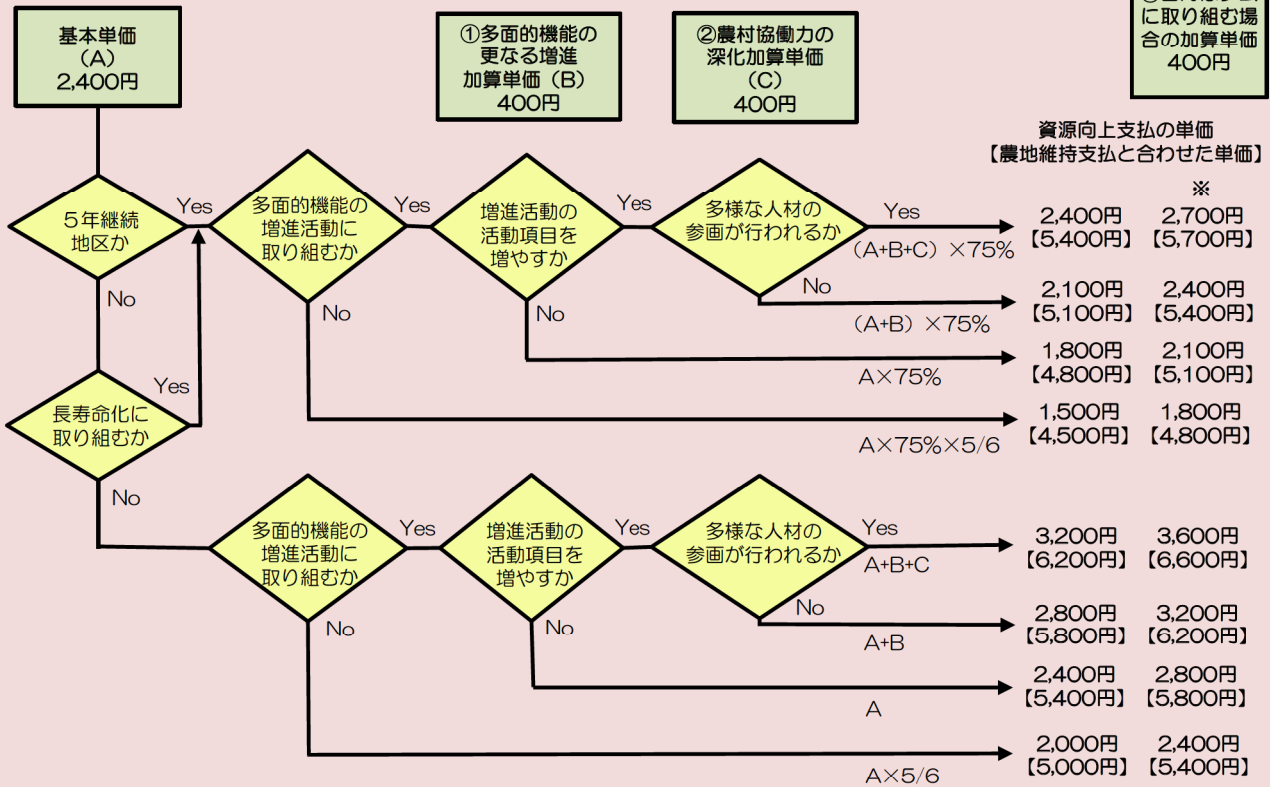 基本単価
(A)
2,400円
①多面的機能の
更なる増進
加算単価（B）
400円
②農村協働力の
深化加算単価
(C)
400円
に取り組む場
合の加算単価
400円
資源向上支払の単価
【農地維持支払と合わせた単価】
※
５年継続
地区か
Yes
No
長寿命化に
取り組むか
Yes
No
多面的機能の
増進活動に
取り組むか
Yes
No
増進活動の
活動項目を
増やすか
Yes
No
多様な人材の
参画が行われるか
Yes
(A+B+C) ×75%
No
(A+B) ×75%
A×75%
A×75%×5/6
2,400円 2,700円
【5,400円】 【5,700円】
2,100円 2,400円
【5,100円】 【5,400円】
1,800円 2,100円
【4,800円】 【5,100円】
1,500円 1,800円
【4,500円】 【4,800円】
多面的機能の
増進活動に
取り組むか
Yes
No
増進活動の
活動項目を
増やすか
Yes
No
多様な人材の
参画が行われるか
Yes
A+B+C
No
A+B
A
A×5/6
3,200円 3,600円
【6,200円】 【6,600円】
2,800円 3,200円
【5,800円】 【6,200円】
2,400円 2,800円
【5,400円】 【5,800円】
2,000円 2,400円
【5,000円】 【5,400円】